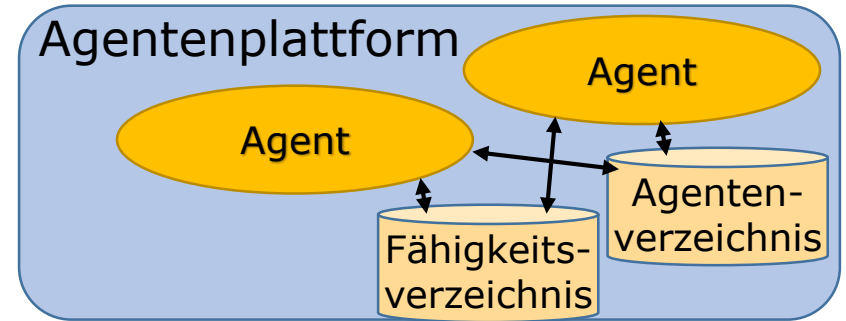 Agentenplattform
Agent
Agent
Agenten-
verzeichnis
Fähigkeits-
verzeichnis